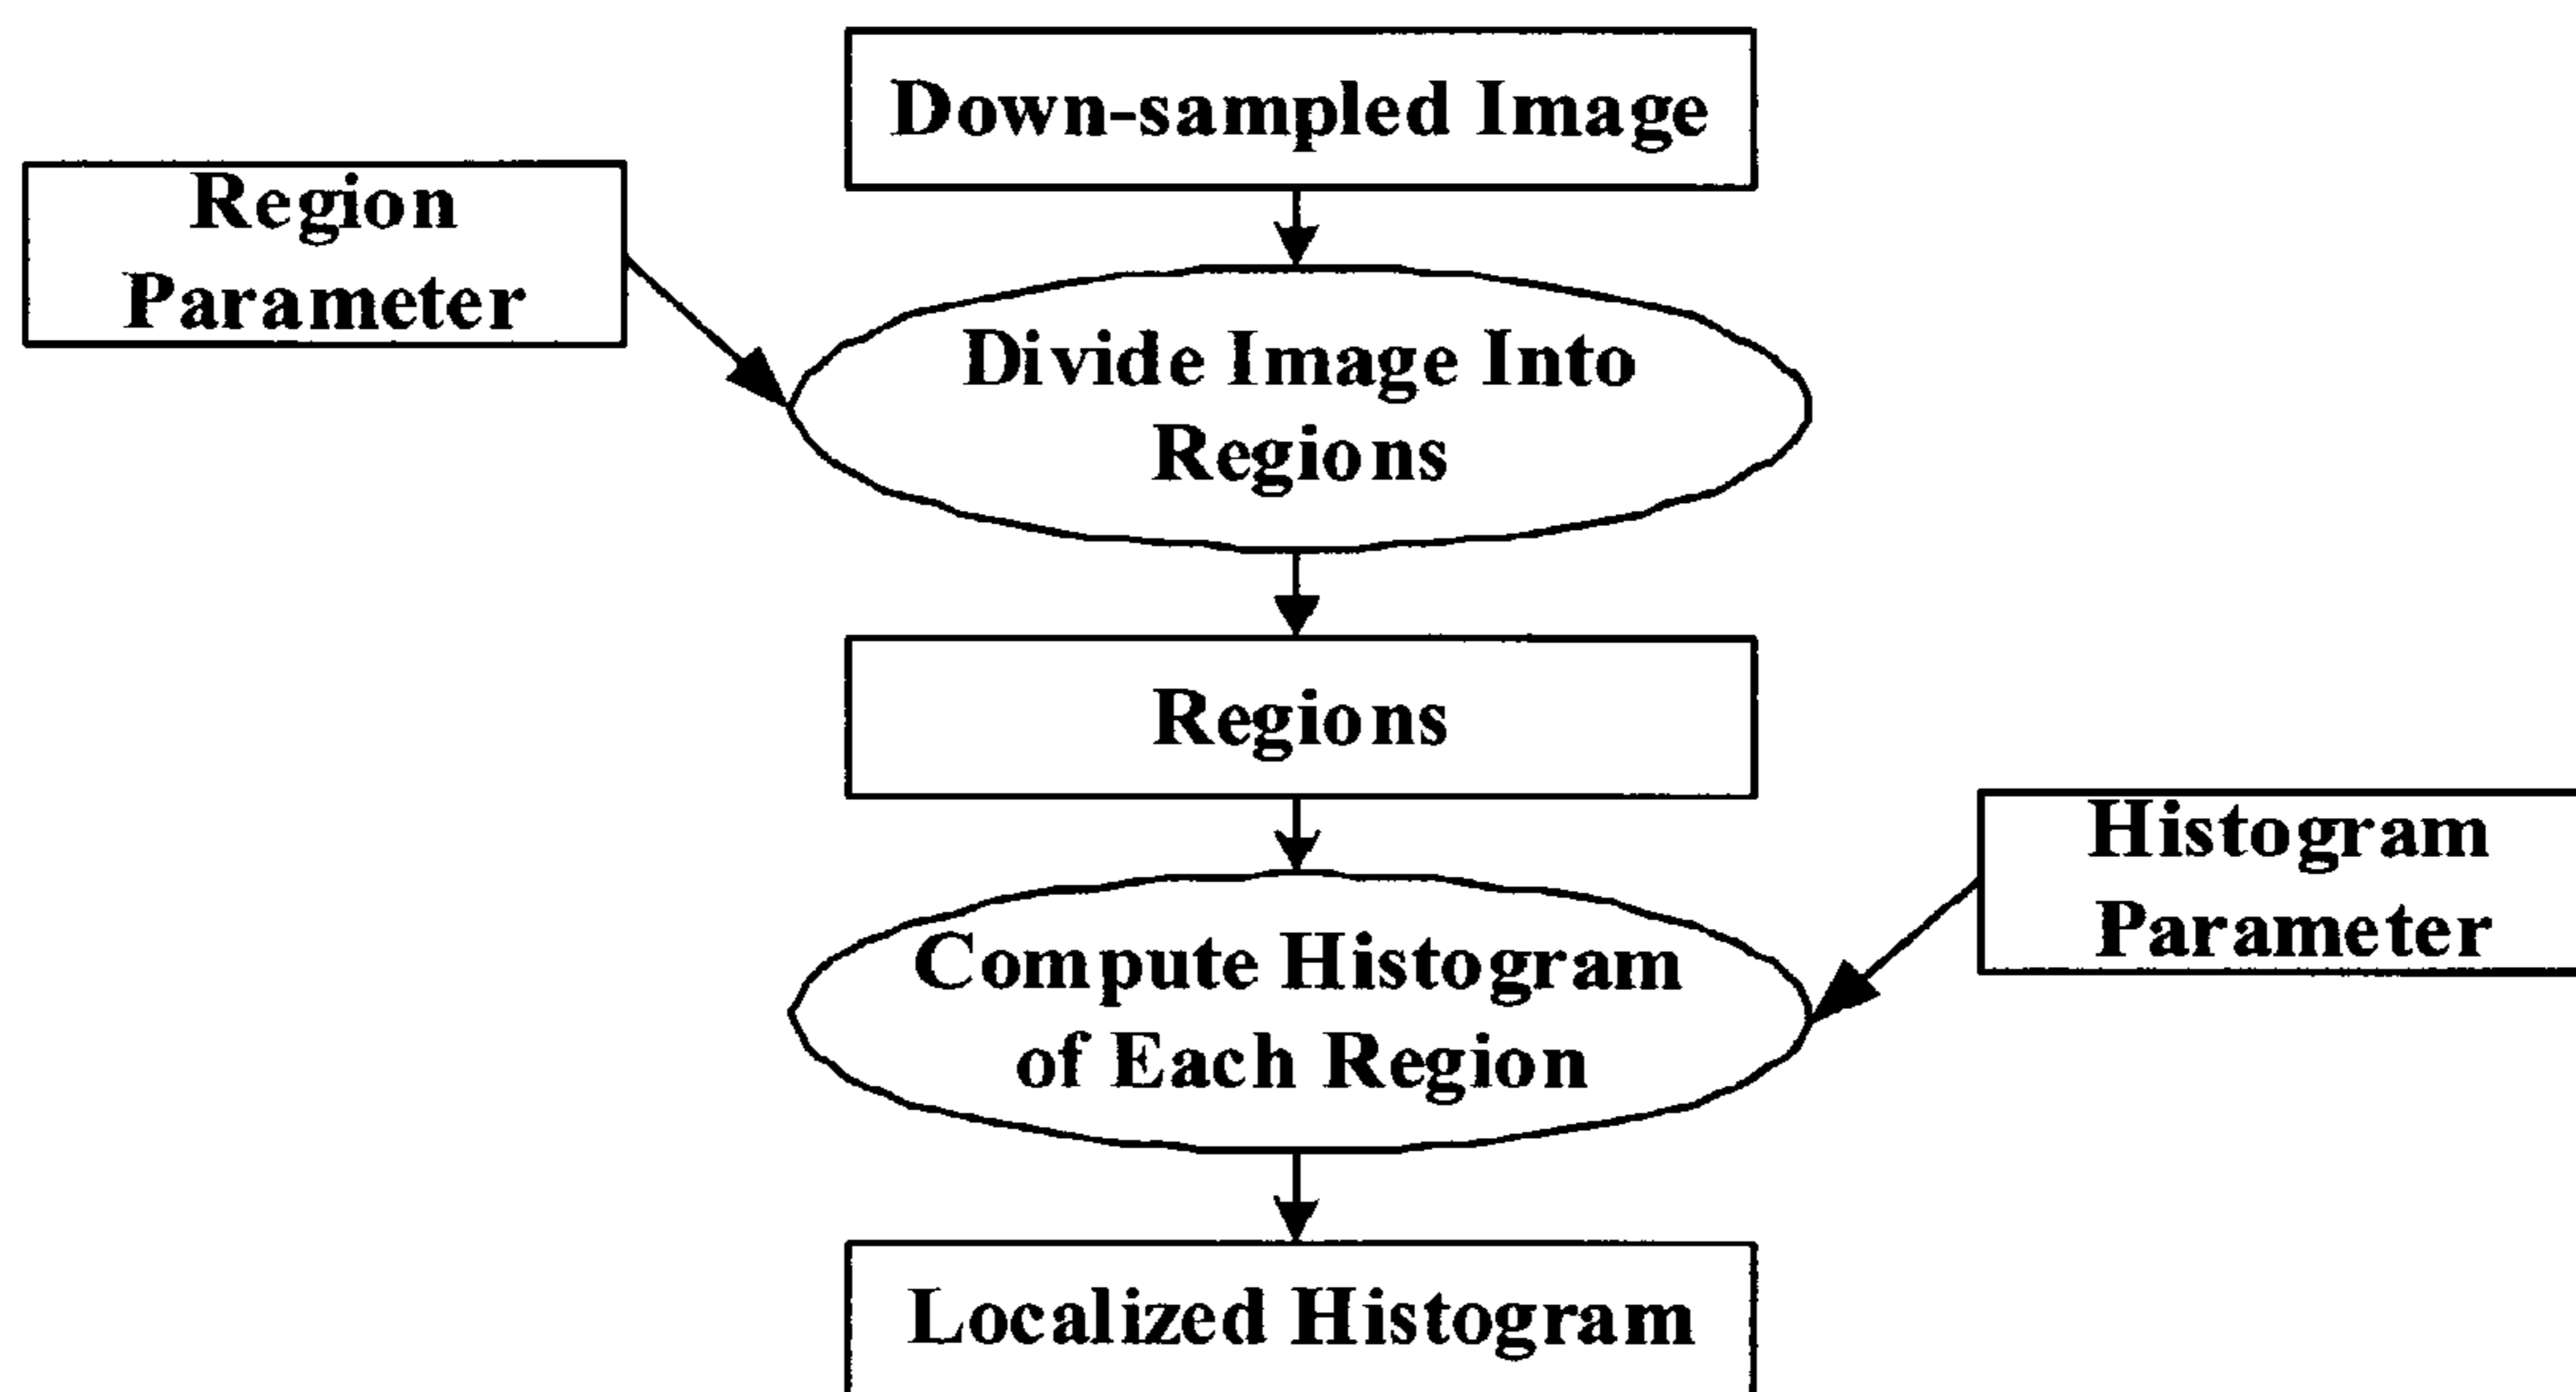 Down-sampled Image
Region
Parameter
Divide Image Into
Regions
Regions
Histogram
Parameter
Compute Histogram
of Each Region
Localized Histogram